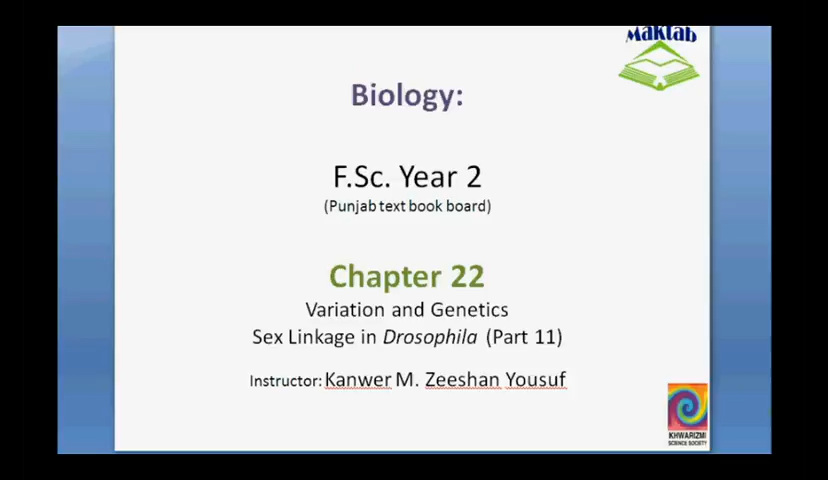 Maktab
Biology:
F.Sc. Year 2
(Punjab text book board)
Chapter 22
Variation and Genetics
Sex Linkage in Drosophila (Part 11)
Instructor: Kanwer M. Zeeshan Yousuf
KHWARIZMI
SCIENCE SOCIETY